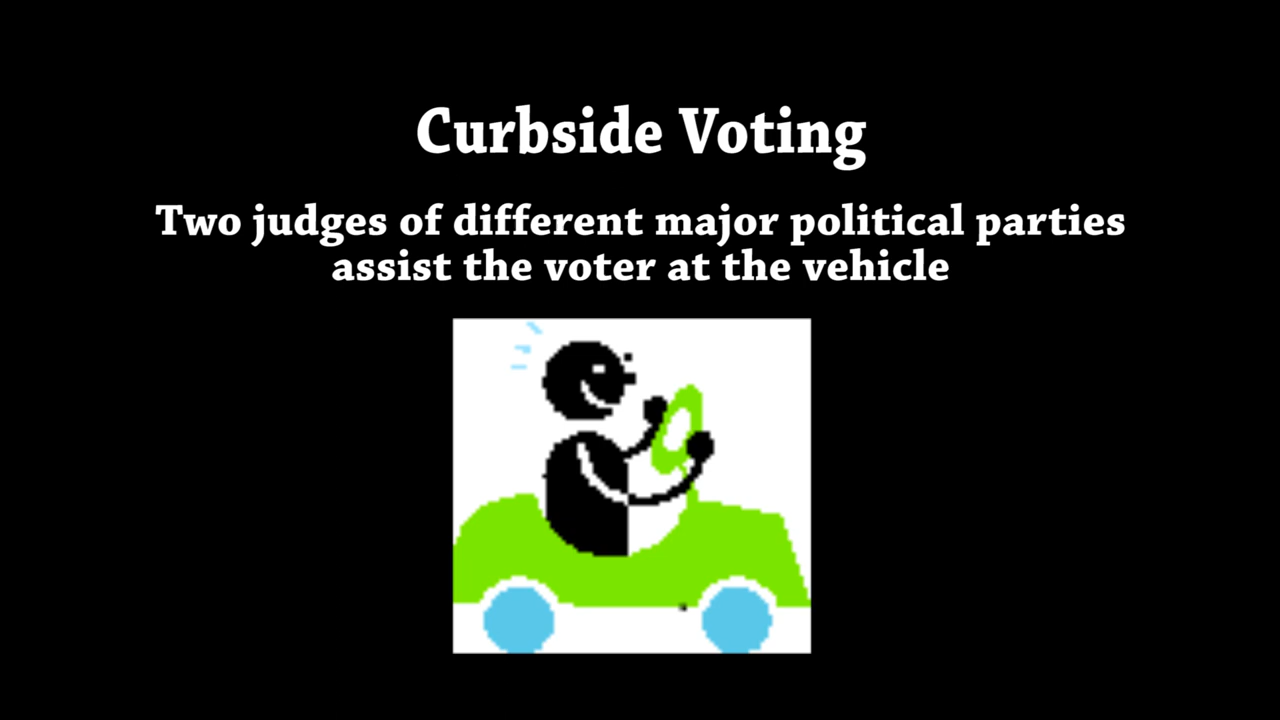 Curbside Voting
Two judges of different major political parties
assist the voter at the vehicle